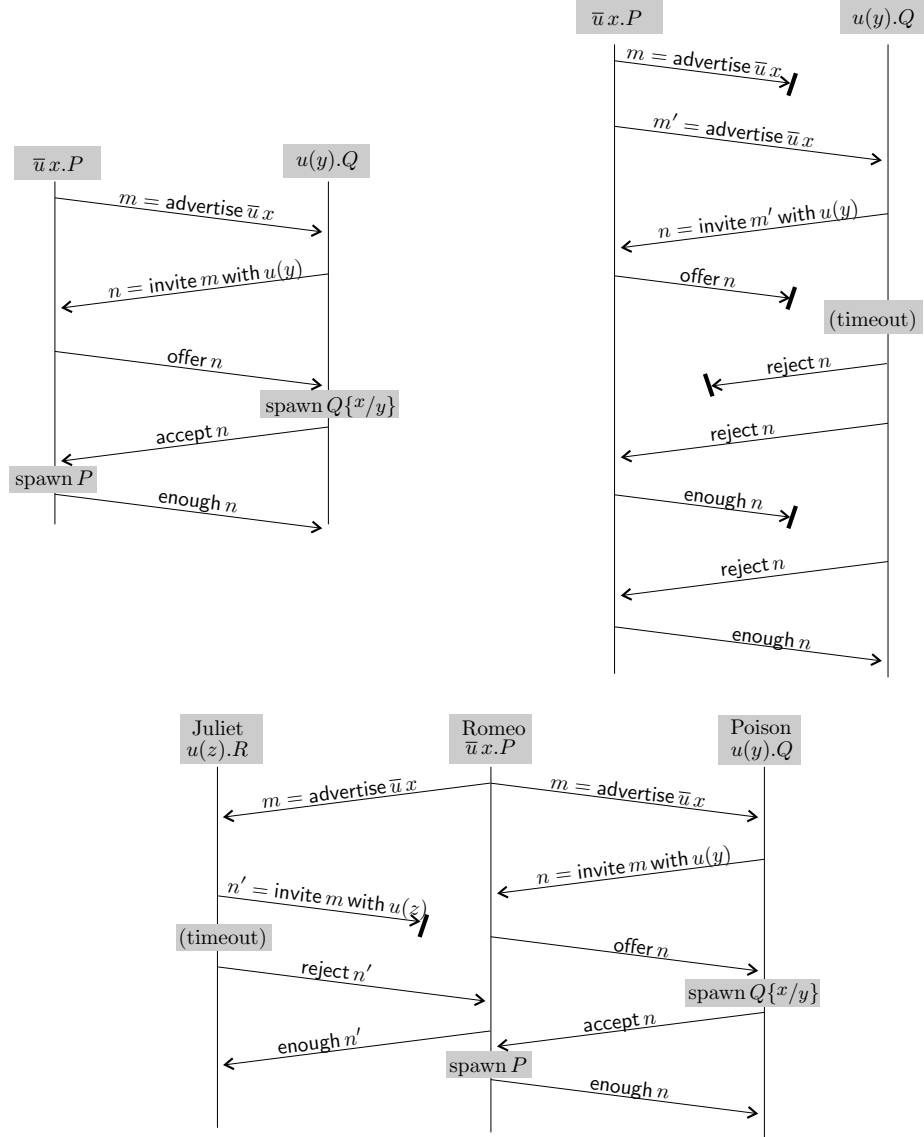 u̅ x.P
u(y).Q
m = advertise u̅ x
n = invite m with u(y)
offer n
spawn Q{x/y}
accept n
spawn P
enough n
u̅ x.P
u(y).Q
m = advertise u̅ x
m′ = advertise u̅ x
n = invite m′ with u(y)
offer n
(timeout)
reject n
reject n
enough n
reject n
enough n
Juliet
u(z).R
Romeo
u̅ x.P
Poison
u(y).Q
m = advertise u̅ x
m = advertise u̅ x
n = invite m with u(y)
n′ = invite m with u(z)
(timeout)
offer n
reject n′
spawn Q{x/y}
accept n
enough n′
spawn P
enough n